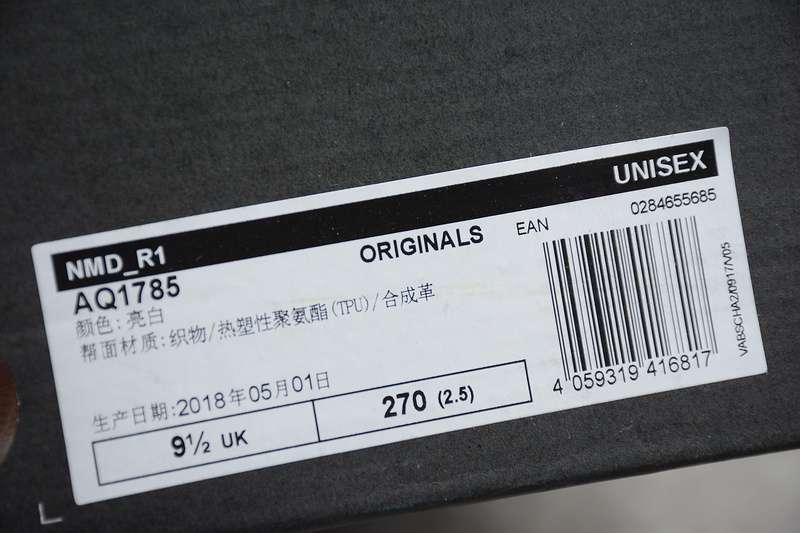 NMD_R1
UNISEX
AQ1785
ORIGINALS
EAN
0284655685
颜色:亮白
帮面材质:织物/热塑性聚氨酯(TPU)/合成革
生产日期:2018年05月01日
9½ UK
270 (2.5)
4 059319 416817
VABSCHA2/0917/V05